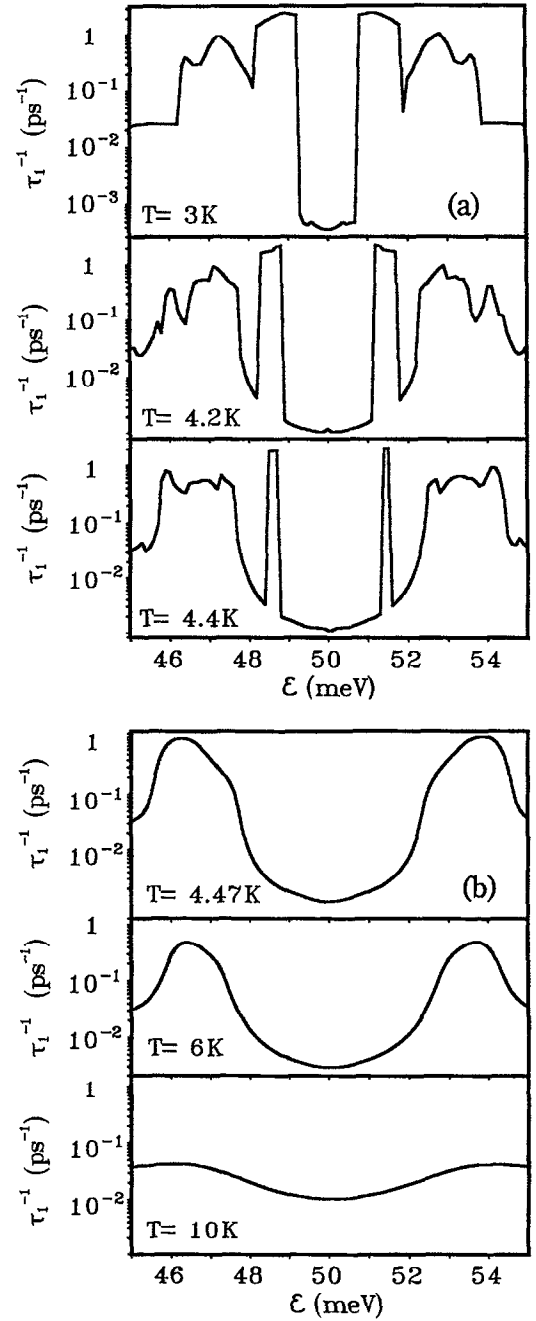 1
10⁻¹
10⁻²
10⁻³
τ₁⁻¹ (ps⁻¹)
T= 3K
(a)
1
10⁻¹
10⁻²
τ₁⁻¹ (ps⁻¹)
T= 4.2K
1
10⁻¹
10⁻²
τ₁⁻¹ (ps⁻¹)
T= 4.4K
46 48 50 52 54
ℰ (meV)
1
10⁻¹
10⁻²
τ₁⁻¹ (ps⁻¹)
T= 4.47K
(b)
1
10⁻¹
10⁻²
τ₁⁻¹ (ps⁻¹)
T= 6K
1
10⁻¹
10⁻²
τ₁⁻¹ (ps⁻¹)
T= 10K
46 48 50 52 54
ℰ (meV)